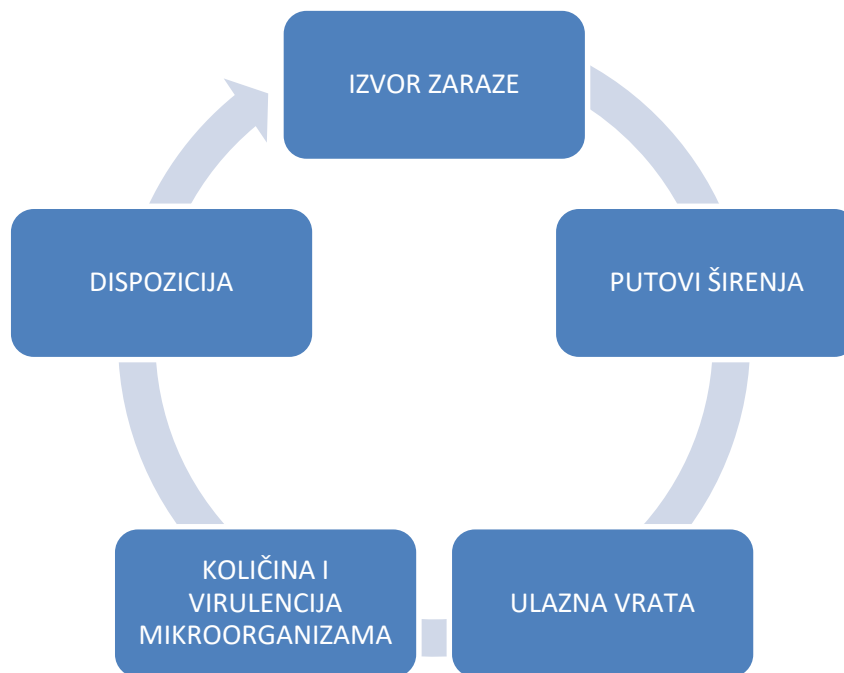 IZVOR ZARAZE
PUTOVI ŠIRENJA
ULAZNA VRATA
KOLIČINA I
VIRULENCIJA
MIKROORGANIZAMA
DISPOZICIJA